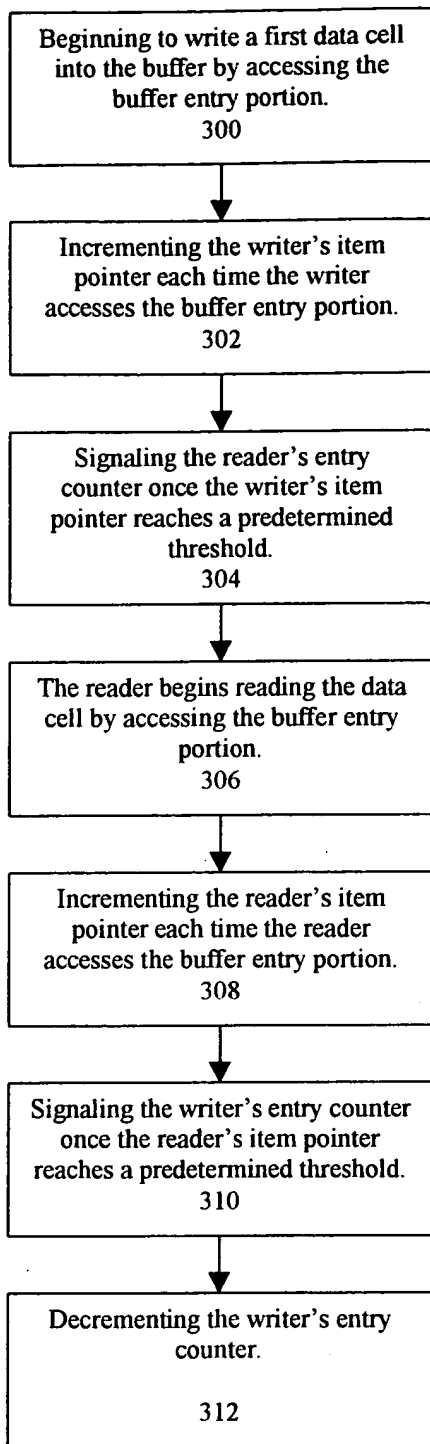 Beginning to write a first data cell
into the buffer by accessing the
buffer entry portion.
300
Incrementing the writer's item
pointer each time the writer
accesses the buffer entry portion.
302
Signaling the reader's entry
counter once the writer's item
pointer reaches a predetermined
threshold.
304
The reader begins reading the data
cell by accessing the buffer entry
portion.
306
Incrementing the reader's item
pointer each time the reader
accesses the buffer entry portion.
308
Signaling the writer's entry counter
once the reader's item pointer
reaches a predetermined threshold.
310
Decrementing the writer's entry
counter.
312